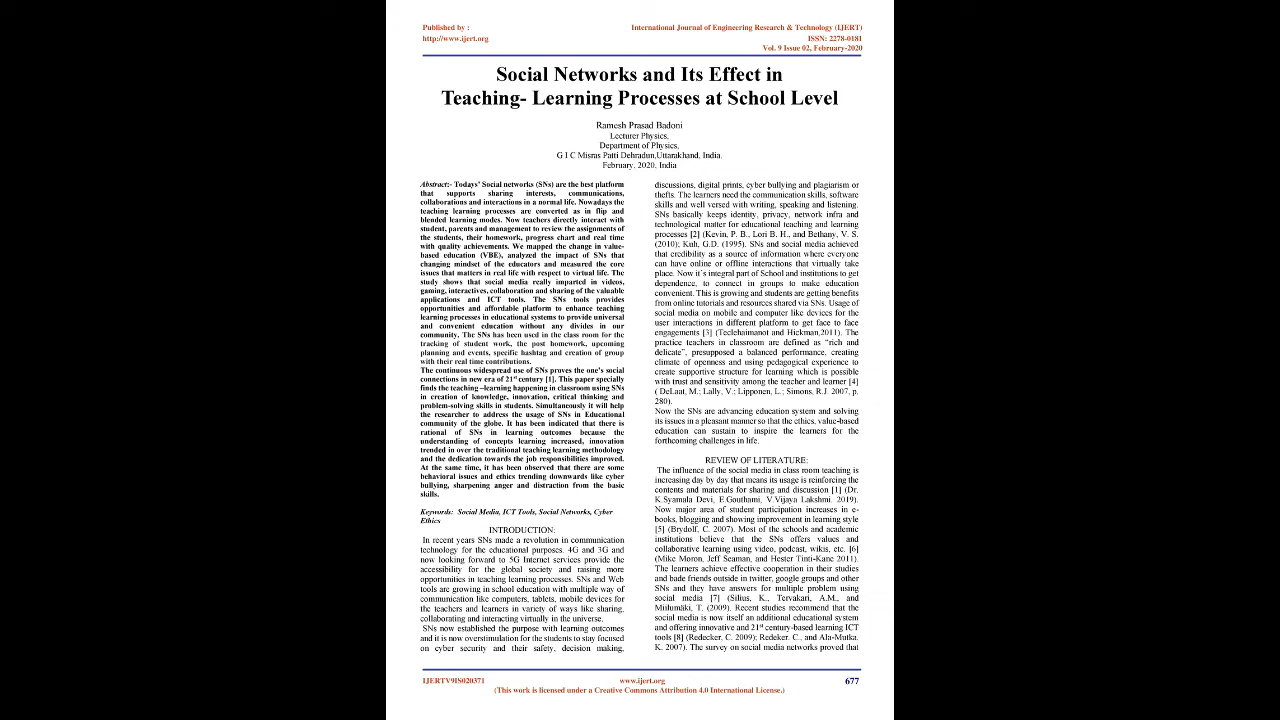 Published by :
http://www.ijert.org
International Journal of Engineering Research & Technology (IJERT)
ISSN: 2278-0181
Vol. 9 Issue 02, February-2020
Social Networks and Its Effect in
Teaching- Learning Processes at School Level
Ramesh Prasad Badoni
Lecturer Physics,
Department of Physics,
G I C Misras Patti Dehradun,Uttarakhand, India.
February, 2020, India
Abstract:- Todays' Social networks (SNs) are the best platform
that supports sharing interests, communications,
collaborations and interactions in a normal life. Nowadays the
teaching learning processes are converted as in flip and
blended learning modes. Now teachers directly interact with
student, parents and management to review the assignments of
the students, their homework, progress chart and real time
with quality achievements. We mapped the change in value-
based education (VBE), analyzed the impact of SNs that
changing mindset of the educators and measured the core
issues that matters in real life with respect to virtual life. The
study shows that social media really imparted in videos,
gaming, interactives, collaboration and sharing of the valuable
applications and ICT tools. The SNs tools provides
opportunities and affordable platform to enhance teaching
learning processes in educational systems to provide universal
and convenient education without any divides in our
community. The SNs has been used in the class room for the
tracking of student work, the post homework, upcoming
planning and events, specific hashtag and creation of group
with their real time contributions.
The continuous widespread use of SNs proves the one's social
connections in new era of 21st century [1]. This paper specially
finds the teaching –learning happening in classroom using SNs
in creation of knowledge, innovation, critical thinking and
problem-solving skills in students. Simultaneously it will help
the researcher to address the usage of SNs in Educational
community of the globe. It has been indicated that there is
rational of SNs in learning outcomes because the
understanding of concepts learning increased, innovation
trended in over the traditional teaching learning methodology
and the dedication towards the job responsibilities improved.
At the same time, it has been observed that there are some
behavioral issues and ethics trending downwards like cyber
bullying, sharpening anger and distraction from the basic
skills.
Keywords: Social Media, ICT Tools, Social Networks, Cyber
Ethics
INTRODUCTION:
In recent years SNs made a revolution in communication
technology for the educational purposes. 4G and 3G and
now looking forward to 5G Internet services provide the
accessibility for the global society and raising more
opportunities in teaching learning processes. SNs and Web
tools are growing in school education with multiple way of
communication like computers, tablets, mobile devices for
the teachers and learners in variety of ways like sharing,
collaborating and interacting virtually in the universe.
SNs now established the purpose with learning outcomes
and it is now overstimulation for the students to stay focused
on cyber security and their safety, decision making,
discussions, digital prints, cyber bullying and plagiarism or
thefts. The learners need the communication skills, software
skills and well versed with writing, speaking and listening.
SNs basically keeps identity, privacy, network infra and
technological matter for educational teaching and learning
processes [2] (Kevin, P. B., Lori B. H., and Bethany, V. S.
(2010); Kuh, G.D. (1995). SNs and social media achieved
that credibility as a source of information where everyone
can have online or offline interactions that virtually take
place. Now it`s integral part of School and institutions to get
dependence, to connect in groups to make education
convenient. This is growing and students are getting benefits
from online tutorials and resources shared via SNs. Usage of
social media on mobile and computer like devices for the
user interactions in different platform to get face to face
engagements [3] (Teclehaimanot and Hickman,2011). The
practice teachers in classroom are defined as "rich and
delicate", presupposed a balanced performance, creating
climate of openness and using pedagogical experience to
create supportive structure for learning which is possible
with trust and sensitivity among the teacher and learner [4]
( DeLaat, M.; Lally, V.; Lipponen, L.; Simons, R.J. 2007, p.
280).
Now the SNs are advancing education system and solving
its issues in a pleasant manner so that the ethics, value-based
education can sustain to inspire the learners for the
forthcoming challenges in life.
REVIEW OF LITERATURE:
The influence of the social media in class room teaching is
increasing day by day that means its usage is reinforcing the
contents and materials for sharing and discussion [1] (Dr.
K.Syamala Devi, E.Gouthami, V.Vijaya Lakshmi. 2019).
Now major area of student participation increases in e-
books, blogging and showing improvement in learning style
[5] (Brydolf, C. 2007). Most of the schools and academic
institutions believe that the SNs offers values and
collaborative learning using video, podcast, wikis, etc. [6]
(Mike Moron, Jeff Seaman, and Hester Tinti-Kane 2011).
The learners achieve effective cooperation in their studies
and bade friends outside in twitter, google groups and other
SNs and they have answers for multiple problem using
social media [7] (Silius, K., Tervakari, A.M., and
Miilumäki, T. (2009). Recent studies recommend that the
social media is now itself an additional educational system
and offering innovative and 21st century-based learning ICT
tools [8] (Redecker, C. 2009); Redeker. C., and Ala-Mutka.
K. 2007). The survey on social media networks proved that
IJERTV9IS020371
www.ijert.org
(This work is licensed under a Creative Commons Attribution 4.0 International License.)
677